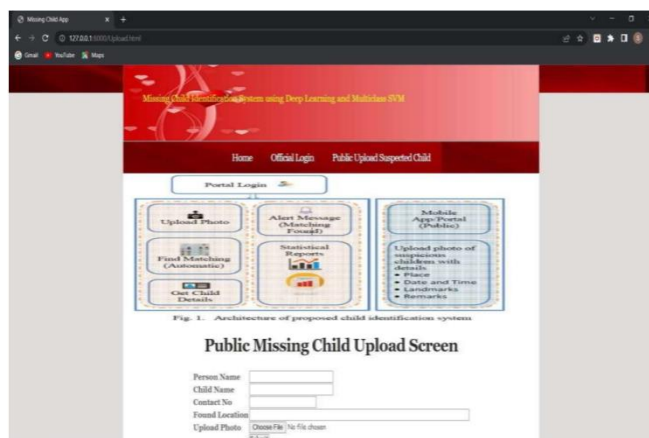 Missing Child App
127.0.0.1:8000/Upload.html
Gmail YouTube Maps
Missing Child Identification System using Deep Learning and Multiclass SVM
Home Official Login Public Upload Suspected Child
Portal Login
Upload Photo
Alert Message
(Matching
Found)
Find Matching
(Automatic)
Statistical
Reports
Get Child
Details
Mobile
App/Portal
(Public)
Upload photo of
suspicious
children with
details
• Place
• Date and Time
• Landmarks
• Remarks
Fig. 1. Architecture of proposed child identification system
Public Missing Child Upload Screen
Person Name
Child Name
Contact No
Found Location
Upload Photo Choose File No file chosen
Submit